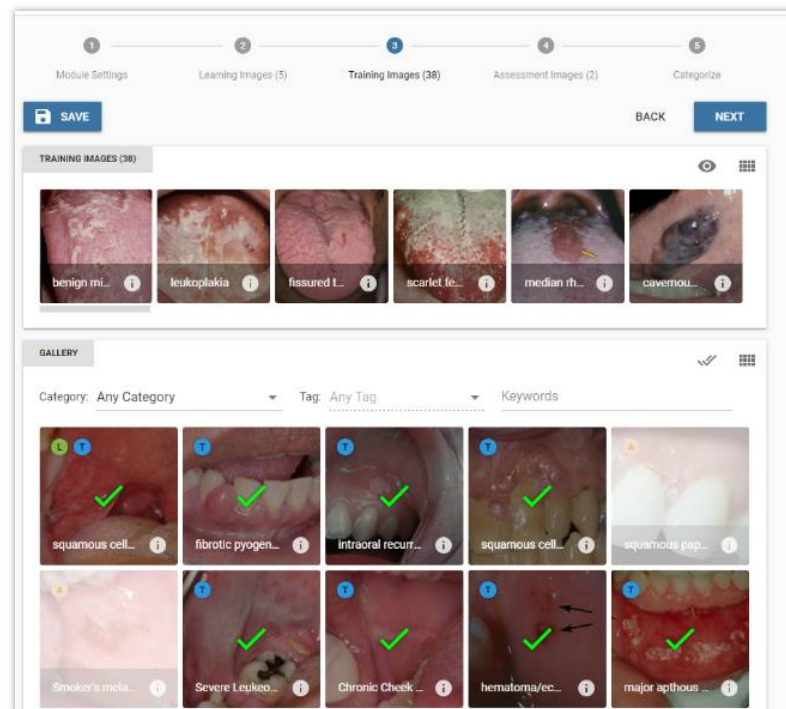 1 2 3 4 5
Module Settings Learning Images (5) Training Images (38) Assessment Images (2) Categorize
SAVE BACK NEXT
TRAINING IMAGES (38)
benign mi... i leukoplakia i fissured t... i scarlet fe... i median rh... i cavernou... i
GALLERY
Category: Any Category Tag: Any Tag Keywords
L T T T T A
squamous cell... i fibrotic pyogen... i intraoral recurr... i squamous cell... i squamous pap... i
A T T T T
Smoker's mela... i Severe Leukeo... i Chronic Cheek ... i hematoma/ec... i major apthous ... i